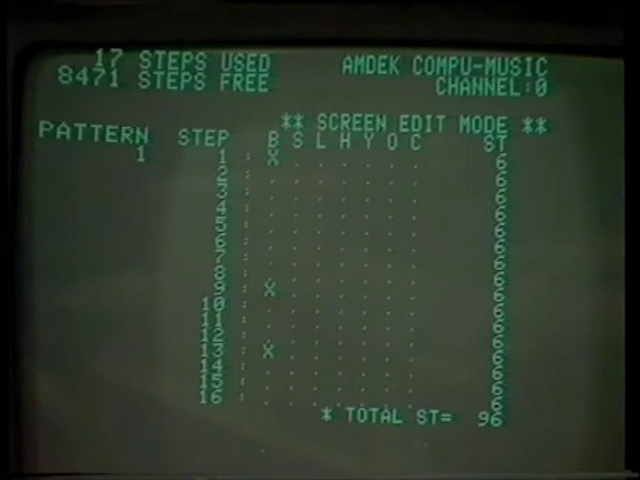 17 STEPS USED AMDEK COMPU-MUSIC
8471 STEPS FREE CHANNEL:0
** SCREEN EDIT MODE **
PATTERN STEP B S L H Y O C ST
1 1 : X . . . . . . 6
2 : . . . . . . . 6
3 : . . . . . . . 6
4 : . . . . . . . 6
5 : . . . . . . . 6
6 : . . . . . . . 6
7 : . . . . . . . 6
8 : . . . . . . . 6
9 : X . . . . . . 6
10 : . . . . . . . 6
11 : . . . . . . . 6
12 : . . . . . . . 6
13 : X . . . . . . 6
14 : . . . . . . . 6
15 : . . . . . . . 6
16 : . . . . . . . 6
* TOTAL ST= 96